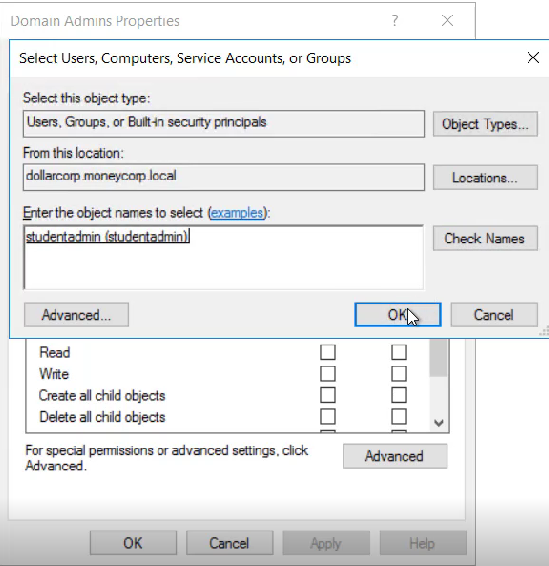 Domain Admins Properties
?
Select Users, Computers, Service Accounts, or Groups
Select this object type:
Users, Groups, or Built-in security principals
Object Types...
From this location:
dollarcorp.moneycorp.local
Locations...
Enter the object names to select (examples):
studentadmin (studentadmin)
Check Names
Advanced...
OK
Cancel
Read
Write
Create all child objects
Delete all child objects
For special permissions or advanced settings, click
Advanced.
Advanced
OK
Cancel
Apply
Help